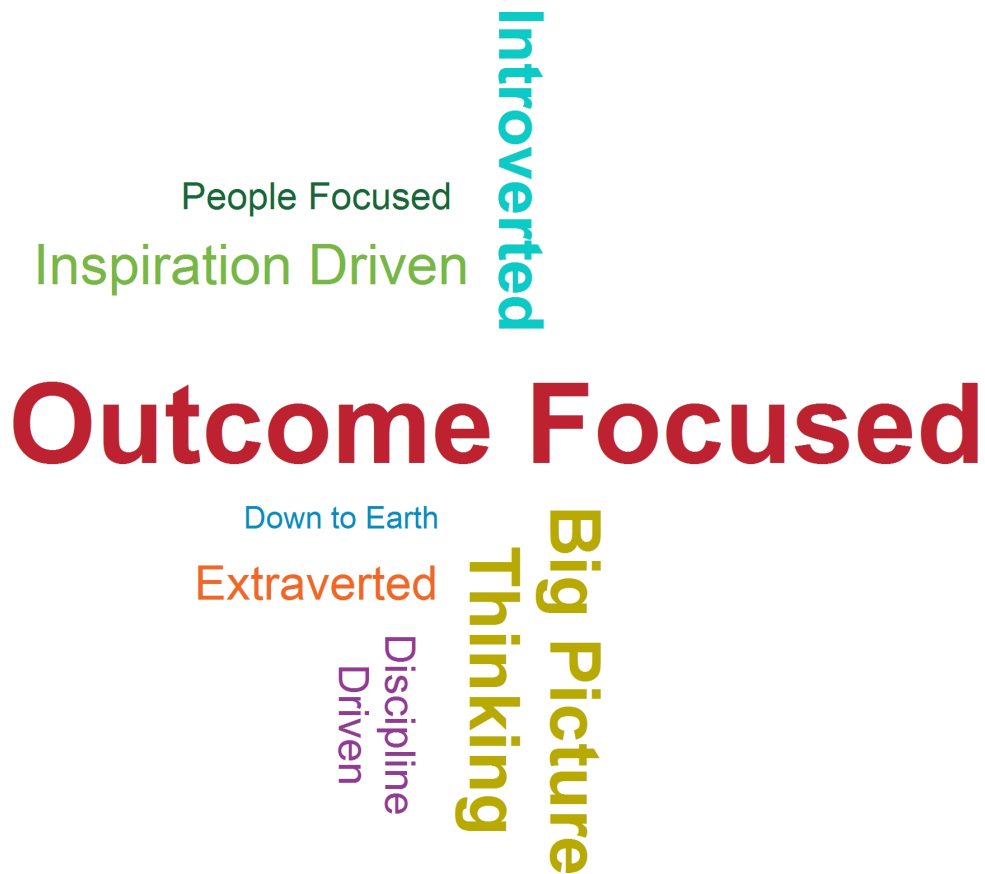 Introverted
People Focused
Inspiration Driven
Outcome Focused
Down to Earth
Extraverted
Discipline
Driven
Big Picture
Thinking